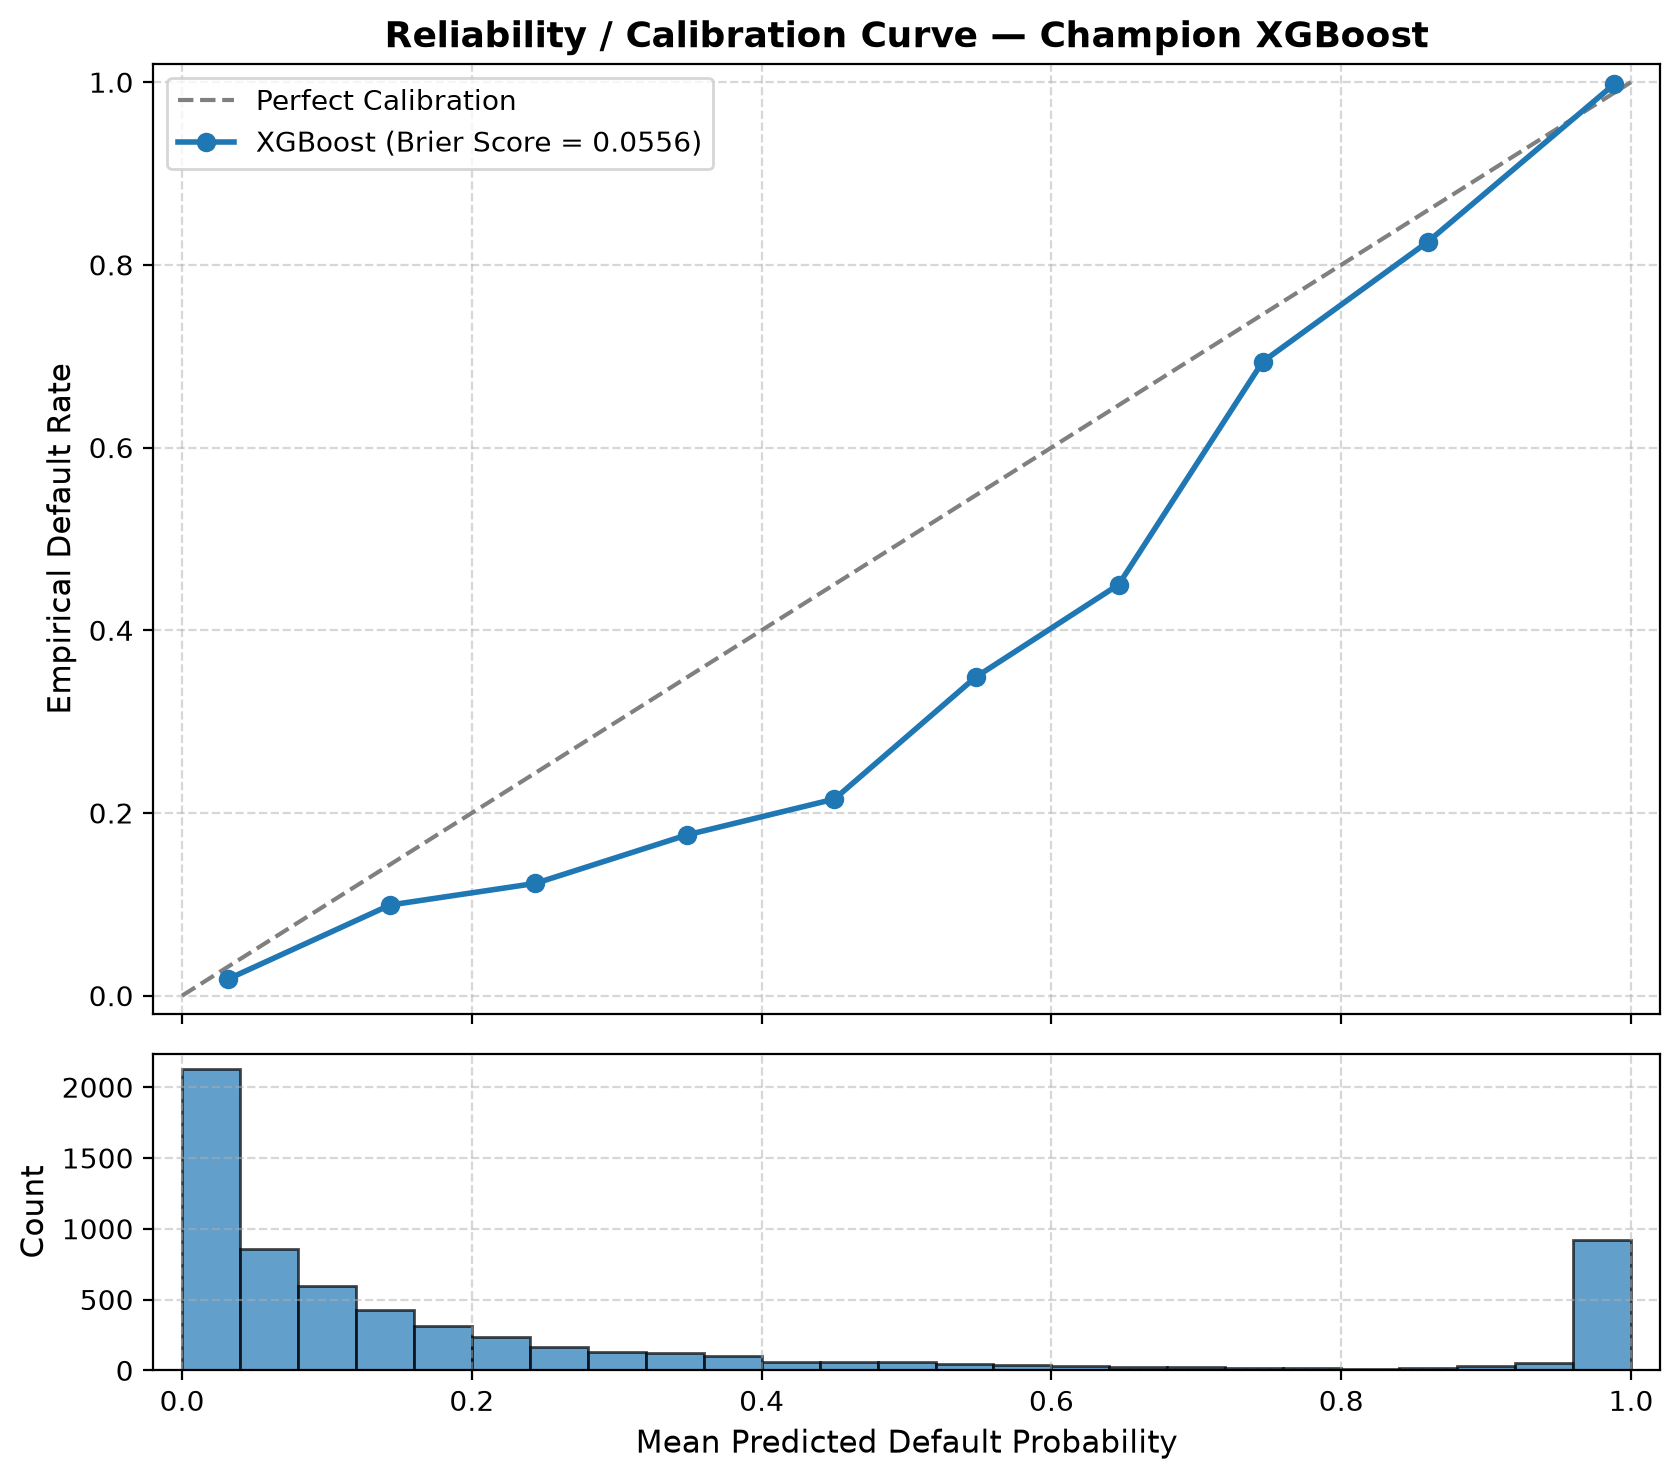 Reliability / Calibration Curve — Champion XGBoost
Perfect Calibration
XGBoost (Brier Score = 0.0556)
Empirical Default Rate
1.0
0.8
0.6
0.4
0.2
0.0
Count
2000
1500
1000
500
0
0.0 0.2 0.4 0.6 0.8 1.0
Mean Predicted Default Probability